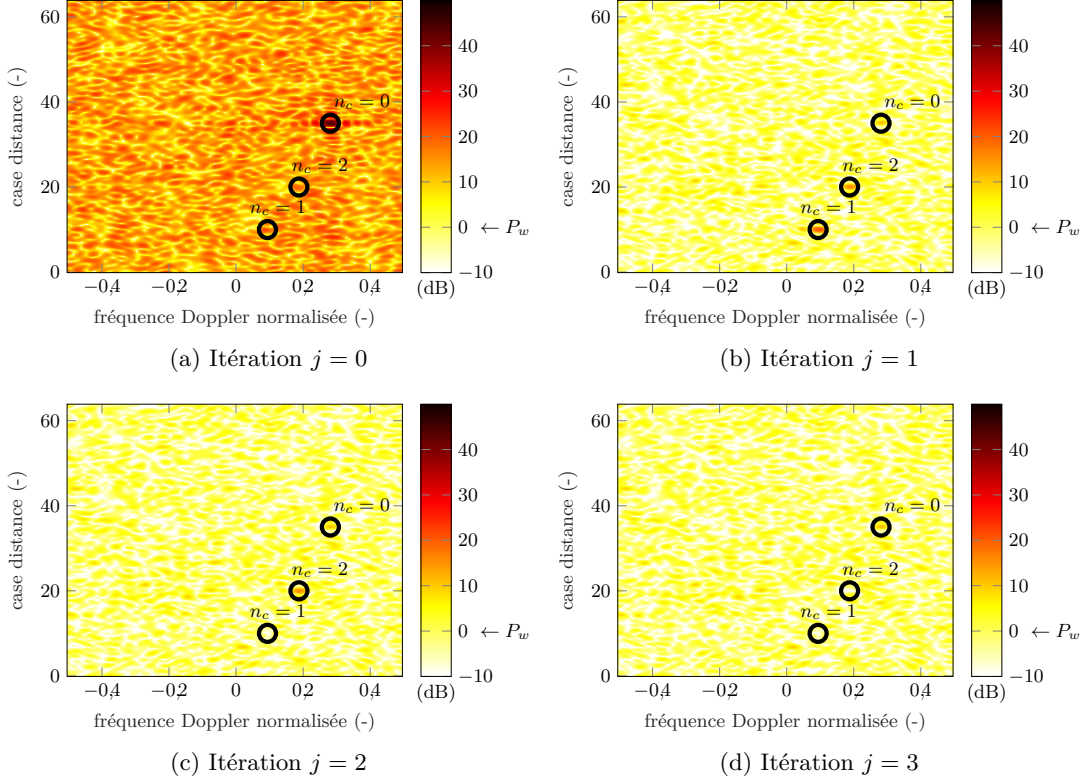 60
40
20
0
case distance (-)
n_c = 0
n_c = 2
n_c = 1
−0,4 −0,2 0 0,2 0,4
fréquence Doppler normalisée (-)
40
30
20
10
0 ← P_w
−10
(dB)
(a) Itération j = 0
60
40
20
0
case distance (-)
n_c = 0
n_c = 2
n_c = 1
−0,4 −0,2 0 0,2 0,4
fréquence Doppler normalisée (-)
40
30
20
10
0 ← P_w
−10
(dB)
(b) Itération j = 1
60
40
20
0
case distance (-)
n_c = 0
n_c = 2
n_c = 1
−0,4 −0,2 0 0,2 0,4
fréquence Doppler normalisée (-)
40
30
20
10
0 ← P_w
−10
(dB)
(c) Itération j = 2
60
40
20
0
case distance (-)
n_c = 0
n_c = 2
n_c = 1
−0,4 −0,2 0 0,2 0,4
fréquence Doppler normalisée (-)
40
30
20
10
0 ← P_w
−10
(dB)
(d) Itération j = 3